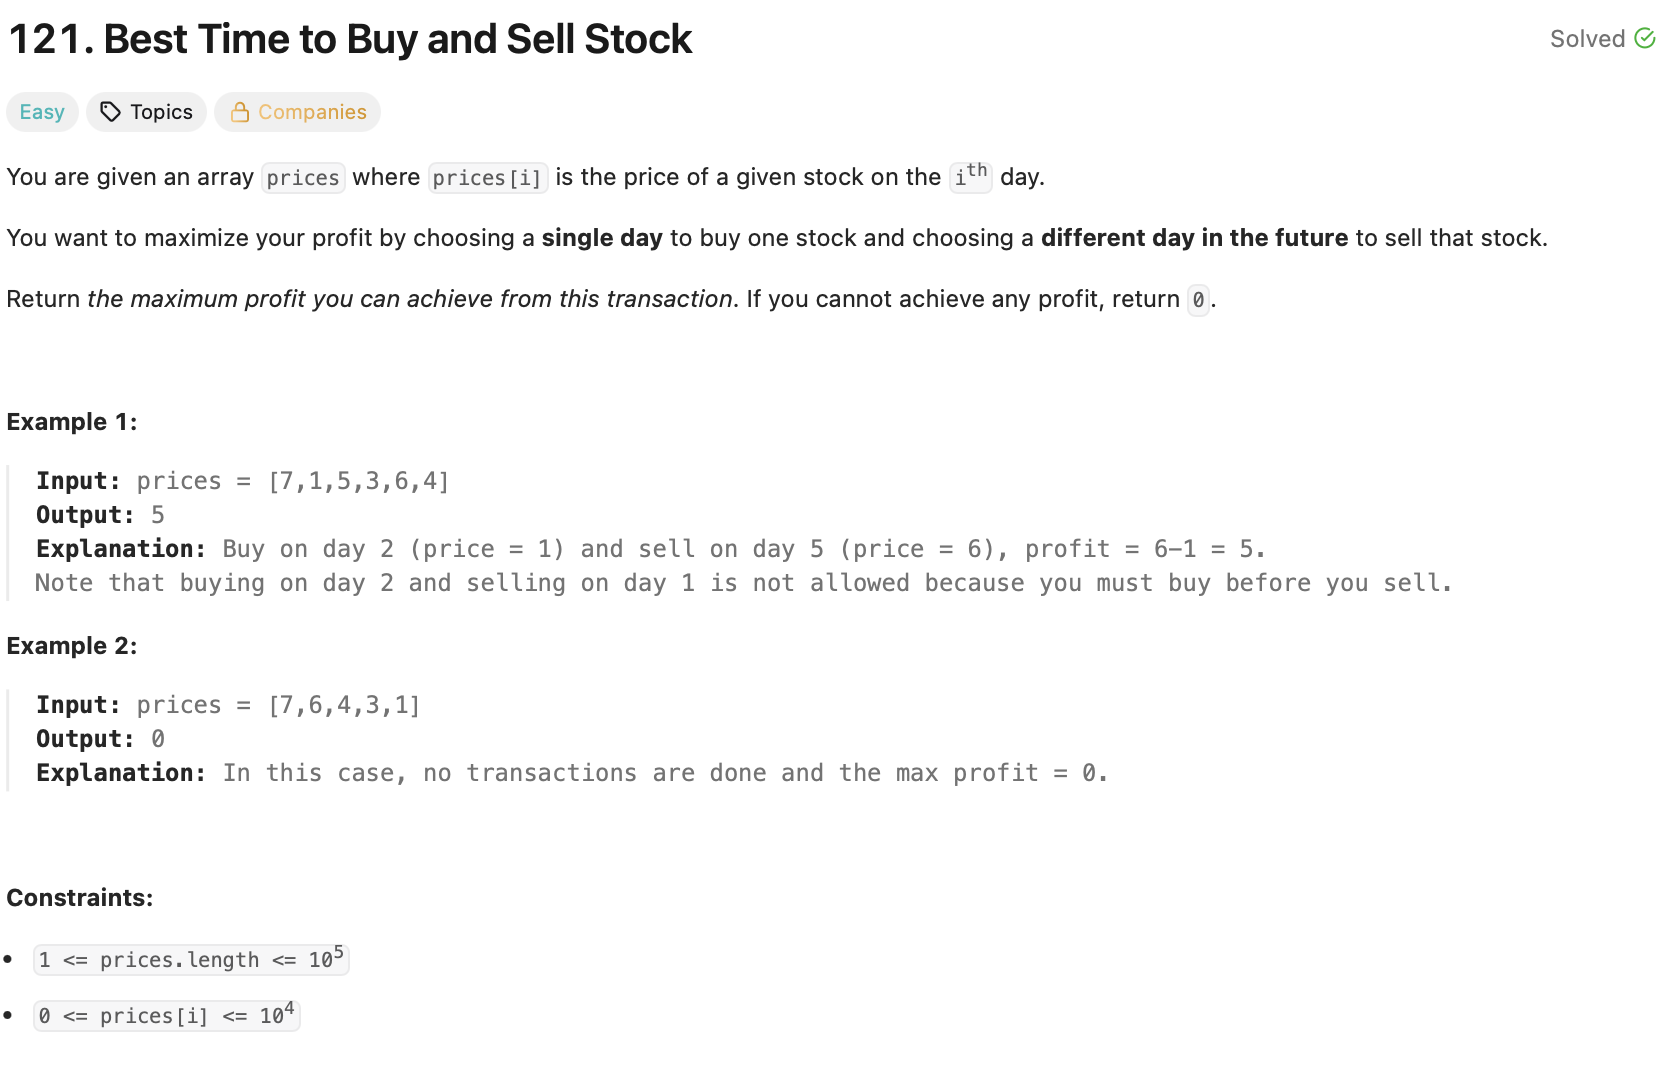 121. Best Time to Buy and Sell Stock
Solved
Easy Topics Companies
You are given an array prices where prices[i] is the price of a given stock on the ith day.
You want to maximize your profit by choosing a single day to buy one stock and choosing a different day in the future to sell that stock.
Return the maximum profit you can achieve from this transaction. If you cannot achieve any profit, return 0.
Example 1:
Input: prices = [7,1,5,3,6,4]
Output: 5
Explanation: Buy on day 2 (price = 1) and sell on day 5 (price = 6), profit = 6-1 = 5.
Note that buying on day 2 and selling on day 1 is not allowed because you must buy before you sell.
Example 2:
Input: prices = [7,6,4,3,1]
Output: 0
Explanation: In this case, no transactions are done and the max profit = 0.
Constraints:
• 1 <= prices.length <= 10⁵
• 0 <= prices[i] <= 10⁴